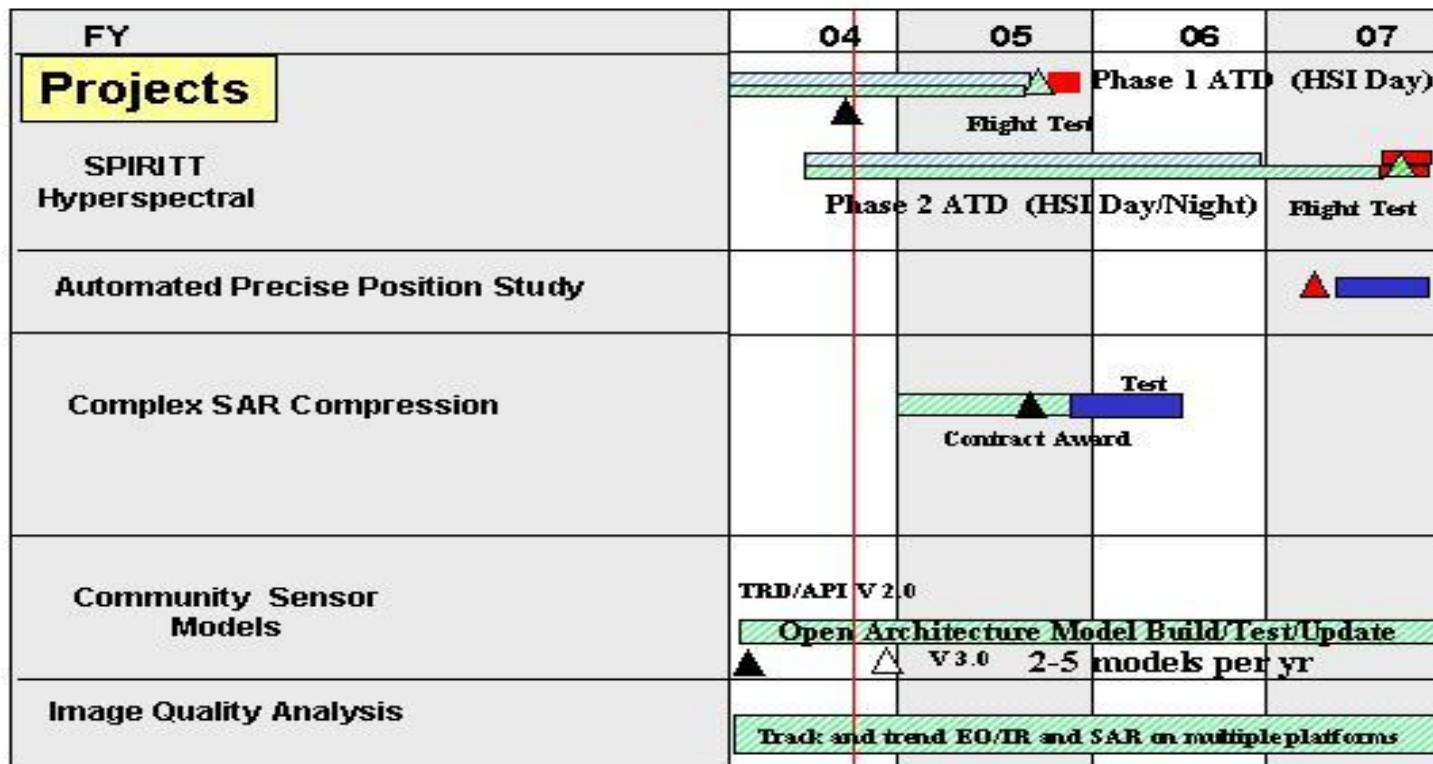 FY 04 05 06 07
Projects
Phase 1 ATD (HSI Day)
Flight Test
SPIRITT
Hyperspectral
Phase 2 ATD (HSI Day/Night)
Flight Test
Automated Precise Position Study
Complex SAR Compression
Test
Contract Award
Community Sensor
Models
TRD/API V 2.0
Open Architecture Model Build/Test/Update
V 3.0 2-5 models per yr
Image Quality Analysis
Track and trend EO/IR and SAR on multiple platforms